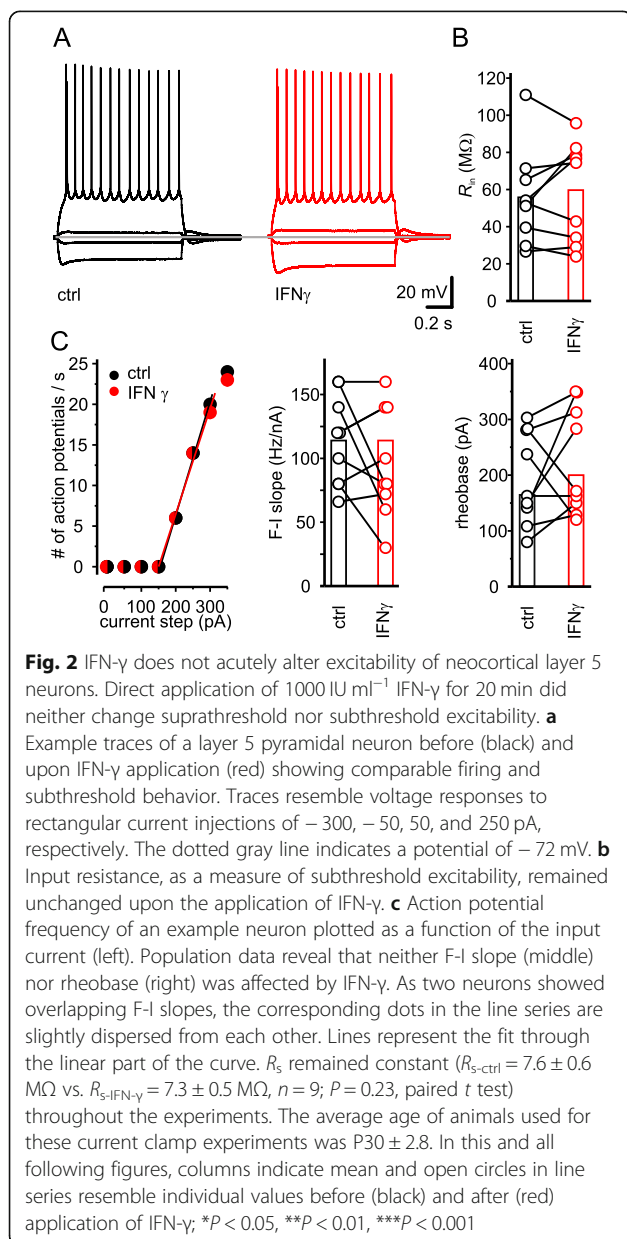 A
B
120
100
80
60
40
20
0
R_in (MΩ)
ctrl
IFNγ
ctrl
IFNγ
20 mV
0.2 s
C
ctrl
IFN γ
25
20
15
10
5
0
# of action potentials / s
0 100 200 300
current step (pA)
150
100
50
0
F-I slope (Hz/nA)
ctrl
IFNγ
400
300
200
100
0
rheobase (pA)
ctrl
IFNγ
Fig. 2 IFN-γ does not acutely alter excitability of neocortical layer 5
neurons. Direct application of 1000 IU ml⁻¹ IFN-γ for 20 min did
neither change suprathreshold nor subthreshold excitability. a
Example traces of a layer 5 pyramidal neuron before (black) and
upon IFN-γ application (red) showing comparable firing and
subthreshold behavior. Traces resemble voltage responses to
rectangular current injections of − 300, − 50, 50, and 250 pA,
respectively. The dotted gray line indicates a potential of − 72 mV. b
Input resistance, as a measure of subthreshold excitability, remained
unchanged upon the application of IFN-γ. c Action potential
frequency of an example neuron plotted as a function of the input
current (left). Population data reveal that neither F-I slope (middle)
nor rheobase (right) was affected by IFN-γ. As two neurons showed
overlapping F-I slopes, the corresponding dots in the line series are
slightly dispersed from each other. Lines represent the fit through
the linear part of the curve. R_s remained constant (R_s-ctrl = 7.6 ± 0.6
MΩ vs. R_s-IFN-γ = 7.3 ± 0.5 MΩ, n = 9; P = 0.23, paired t test)
throughout the experiments. The average age of animals used for
these current clamp experiments was P30 ± 2.8. In this and all
following figures, columns indicate mean and open circles in line
series resemble individual values before (black) and after (red)
application of IFN-γ; *P < 0.05, **P < 0.01, ***P < 0.001